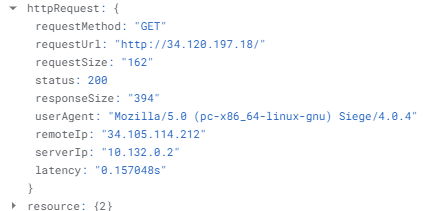 httpRequest: {
requestMethod: "GET"
requestUrl: "http://34.120.197.18/"
requestSize: "162"
status: 200
responseSize: "394"
userAgent: "Mozilla/5.0 (pc-x86_64-linux-gnu) Siege/4.0.4"
remoteIp: "34.105.114.212"
serverIp: "10.132.0.2"
latency: "0.157048s"
}
resource: {2}